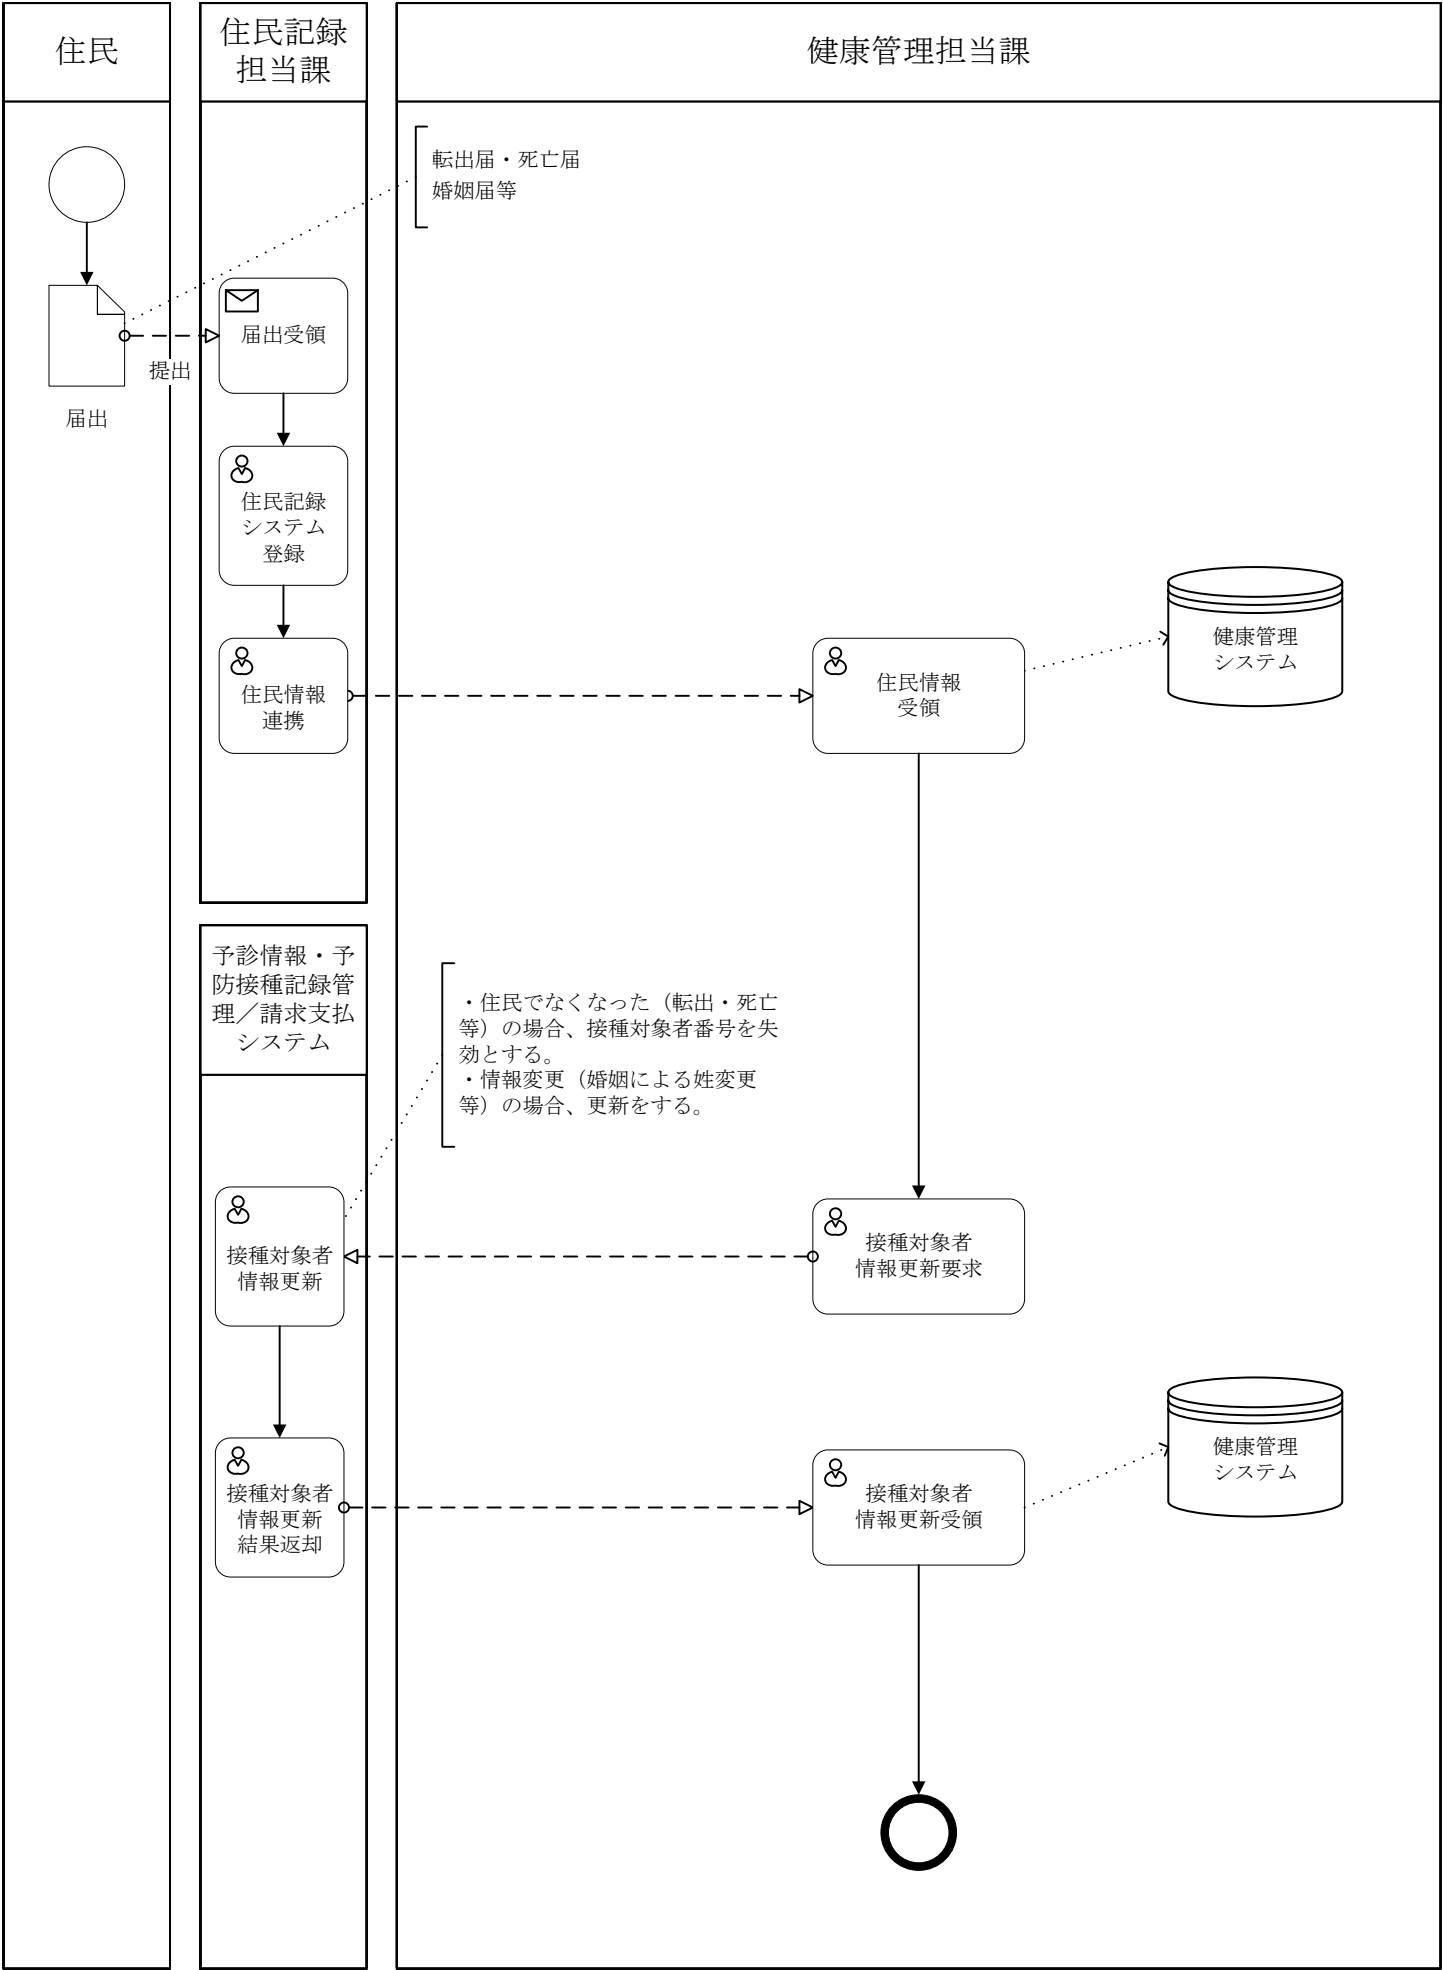 住民
住民記録
担当課
健康管理担当課
転出届・死亡届
婚姻届等
届出受領
提出
届出
住民記録
システム
登録
住民情報
連携
住民情報
受領
健康管理
システム
予診情報・予
防接種記録管
理／請求支払
システム
・住民でなくなった（転出・死亡
等）の場合、接種対象者番号を失
効とする。
・情報変更（婚姻による姓変更
等）の場合、更新をする。
接種対象者
情報更新
接種対象者
情報更新要求
接種対象者
情報更新
結果返却
接種対象者
情報更新受領
健康管理
システム